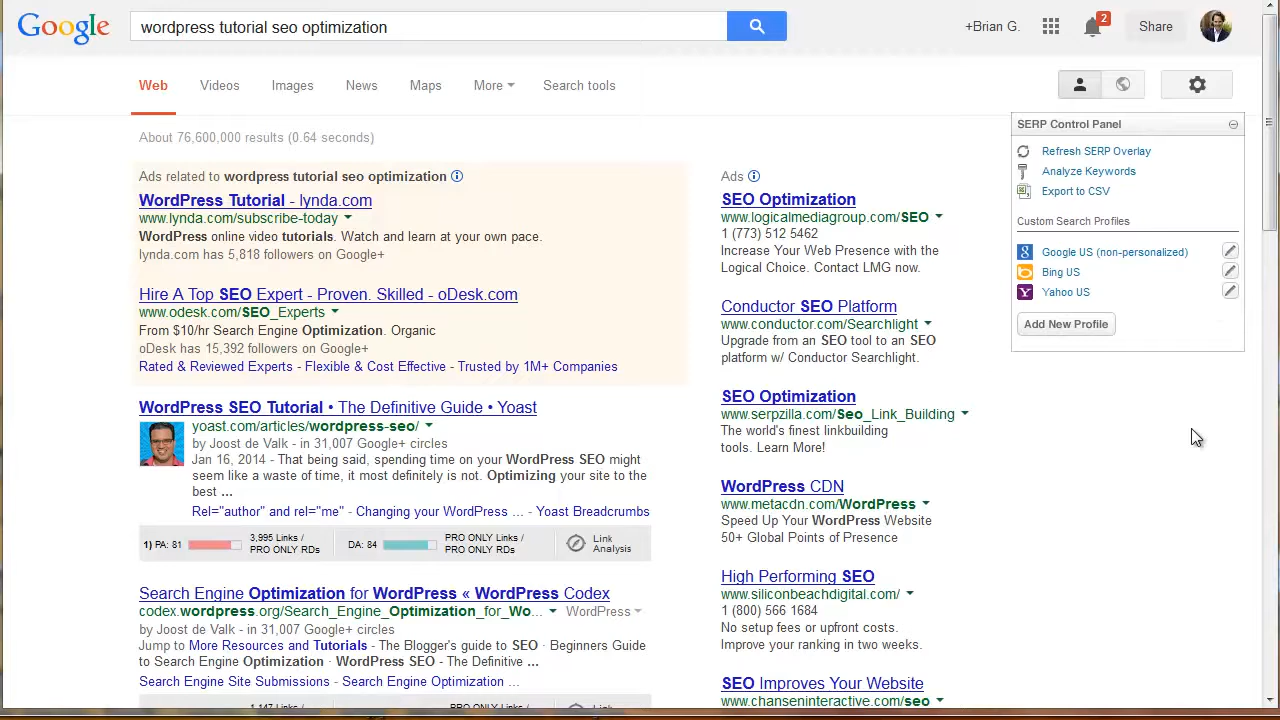 Google
wordpress tutorial seo optimization
+Brian G.
2
Share
Web
Videos
Images
News
Maps
More
Search tools
About 76,600,000 results (0.64 seconds)
Ads related to wordpress tutorial seo optimization
WordPress Tutorial - lynda.com
www.lynda.com/subscribe-today
WordPress online video tutorials. Watch and learn at your own pace.
lynda.com has 5,818 followers on Google+
Hire A Top SEO Expert - Proven. Skilled - oDesk.com
www.odesk.com/SEO_Experts
From $10/hr Search Engine Optimization. Organic
oDesk has 15,392 followers on Google+
Rated & Reviewed Experts - Flexible & Cost Effective - Trusted by 1M+ Companies
WordPress SEO Tutorial • The Definitive Guide • Yoast
yoast.com/articles/wordpress-seo/
by Joost de Valk - in 31,007 Google+ circles
Jan 16, 2014 - That being said, spending time on your WordPress SEO might
seem like a waste of time, it most definitely is not. Optimizing your site to the
best ...
Rel="author" and rel="me" - Changing your WordPress ... - Yoast Breadcrumbs
1) PA: 81
3,995 Links /
PRO ONLY RDs
DA: 84
PRO ONLY Links /
PRO ONLY RDs
Link
Analysis
Search Engine Optimization for WordPress « WordPress Codex
codex.wordpress.org/Search_Engine_Optimization_for_Wo...
WordPress
by Joost de Valk - in 31,007 Google+ circles
Jump to More Resources and Tutorials - The Blogger's guide to SEO · Beginners Guide
to Search Engine Optimization · WordPress SEO - The Definitive ...
Search Engine Site Submissions - Search Engine Optimization ...
1,147 Links /
PRO ONLY Links /
Link
Ads
SEO Optimization
www.logicalmediagroup.com/SEO
1 (773) 512 5462
Increase Your Web Presence with the
Logical Choice. Contact LMG now.
Conductor SEO Platform
www.conductor.com/Searchlight
Upgrade from an SEO tool to an SEO
platform w/ Conductor Searchlight.
SEO Optimization
www.serpzilla.com/Seo_Link_Building
The world's finest linkbuilding
tools. Learn More!
WordPress CDN
www.metacdn.com/WordPress
Speed Up Your WordPress Website
50+ Global Points of Presence
High Performing SEO
www.siliconbeachdigital.com/
1 (800) 566 1684
No setup fees or upfront costs.
Improve your ranking in two weeks.
SEO Improves Your Website
www.chanseninteractive.com/seo
SERP Control Panel
Refresh SERP Overlay
Analyze Keywords
Export to CSV
Custom Search Profiles
Google US (non-personalized)
Bing US
Yahoo US
Add New Profile